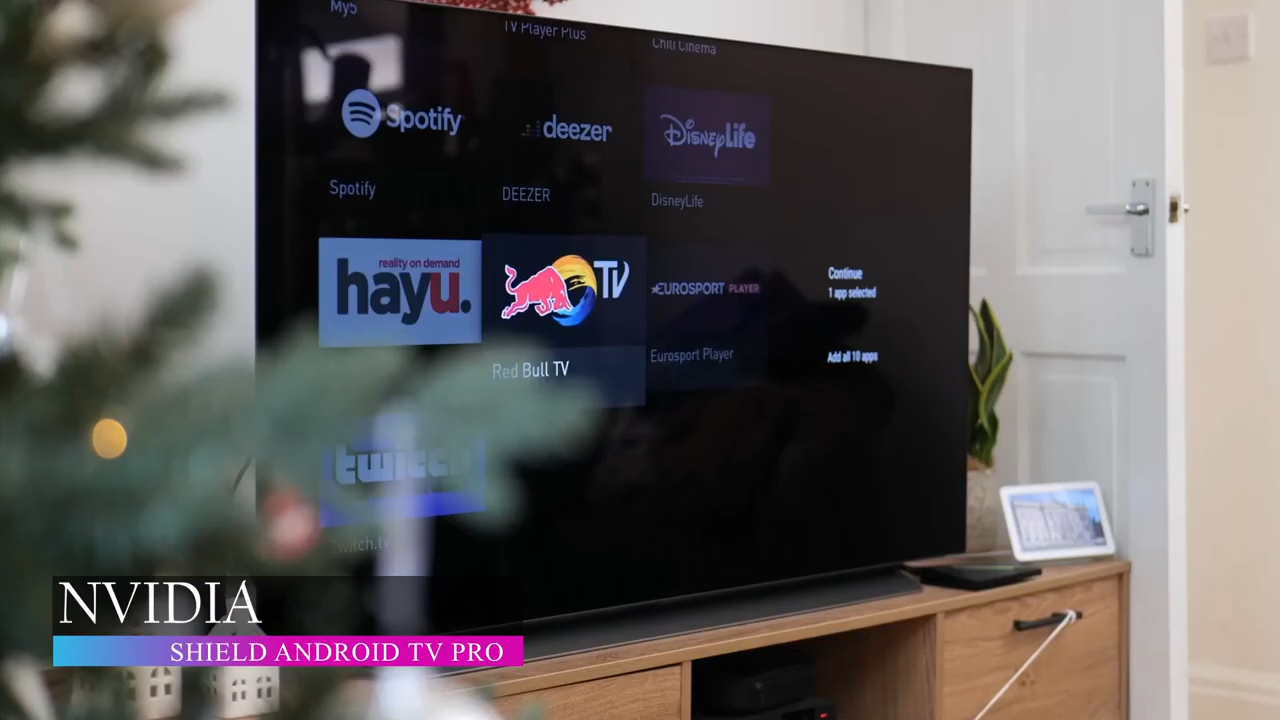 My5
TV Player Plus
Chili Cinema
Spotify
deezer
DisneyLife
Spotify
DEEZER
DisneyLife
reality on demand
hayu.
TV
EUROSPORT PLAYER
Continue
1 app selected
Red Bull TV
Eurosport Player
Add all 10 apps
twitch
NVIDIA
SHIELD ANDROID TV PRO